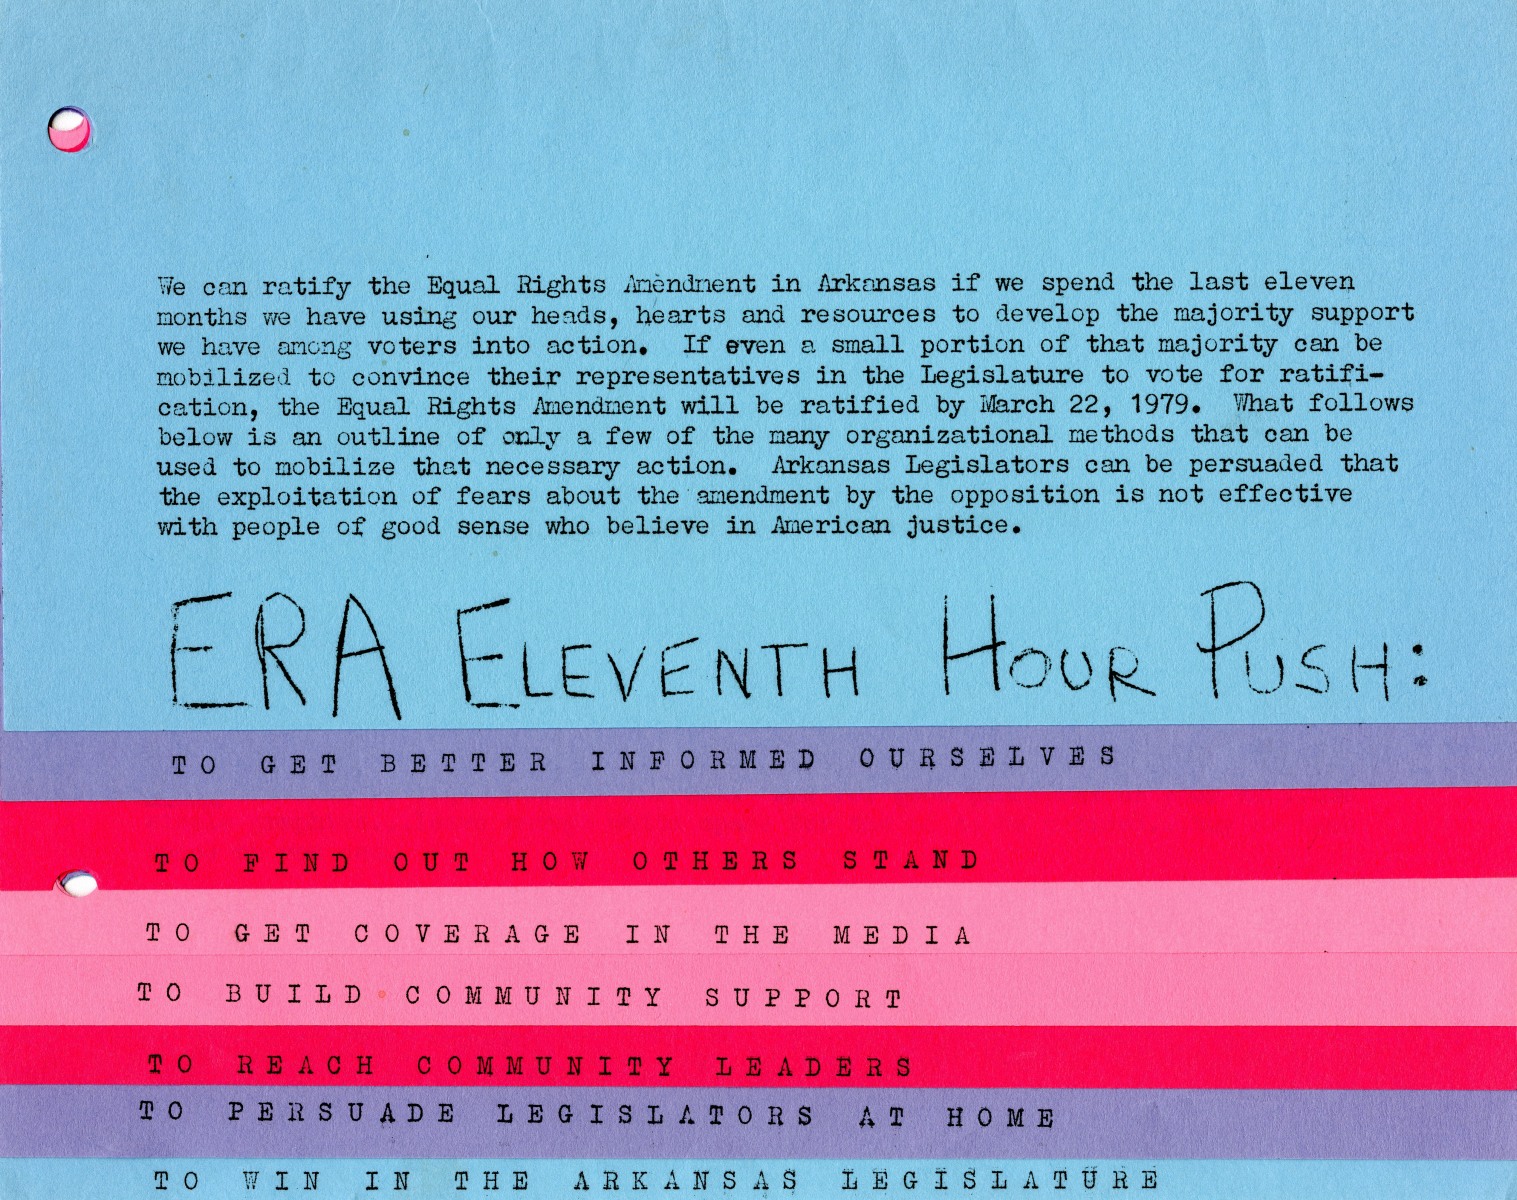 We can ratify the Equal Rights Amendment in Arkansas if we spend the last eleven
months we have using our heads, hearts and resources to develop the majority support
we have among voters into action.  If even a small portion of that majority can be
mobilized to convince their representatives in the Legislature to vote for ratifi-
cation, the Equal Rights Amendment will be ratified by March 22, 1979.  What follows
below is an outline of only a few of the many organizational methods that can be
used to mobilize that necessary action.  Arkansas Legislators can be persuaded that
the exploitation of fears about the amendment by the opposition is not effective
with people of good sense who believe in American justice.
ERA ELEVENTH HOUR PUSH:
TO GET BETTER INFORMED OURSELVES
TO FIND OUT HOW OTHERS STAND
TO GET COVERAGE IN THE MEDIA
TO BUILD COMMUNITY SUPPORT
TO REACH COMMUNITY LEADERS
TO PERSUADE LEGISLATORS AT HOME
TO WIN IN THE ARKANSAS LEGISLATURE